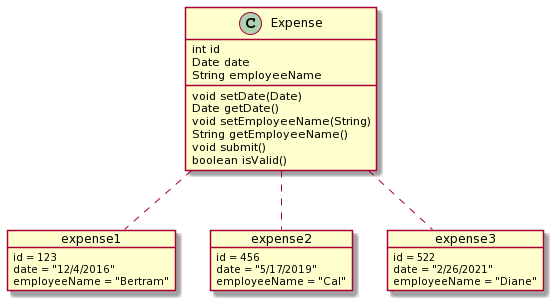 C Expense
int id
Date date
String employeeName
void setDate(Date)
Date getDate()
void setEmployeeName(String)
String getEmployeeName()
void submit()
boolean isValid()
expense1
id = 123
date = "12/4/2016"
employeeName = "Bertram"
expense2
id = 456
date = "5/17/2019"
employeeName = "Cal"
expense3
id = 522
date = "2/26/2021"
employeeName = "Diane"